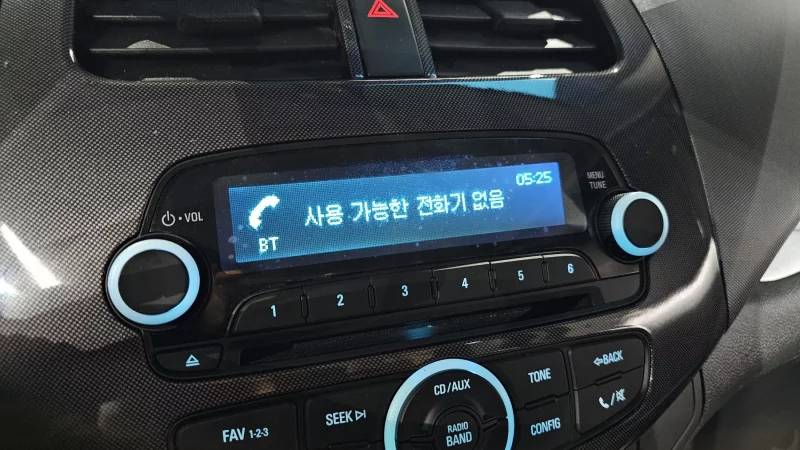 05:25
사용 가능한 전화기 없음
BT
VOL
MENU
TUNE
1
2
3
4
5
6
FAV 1-2-3
SEEK
CD/AUX
RADIO
BAND
TONE
CONFIG
BACK